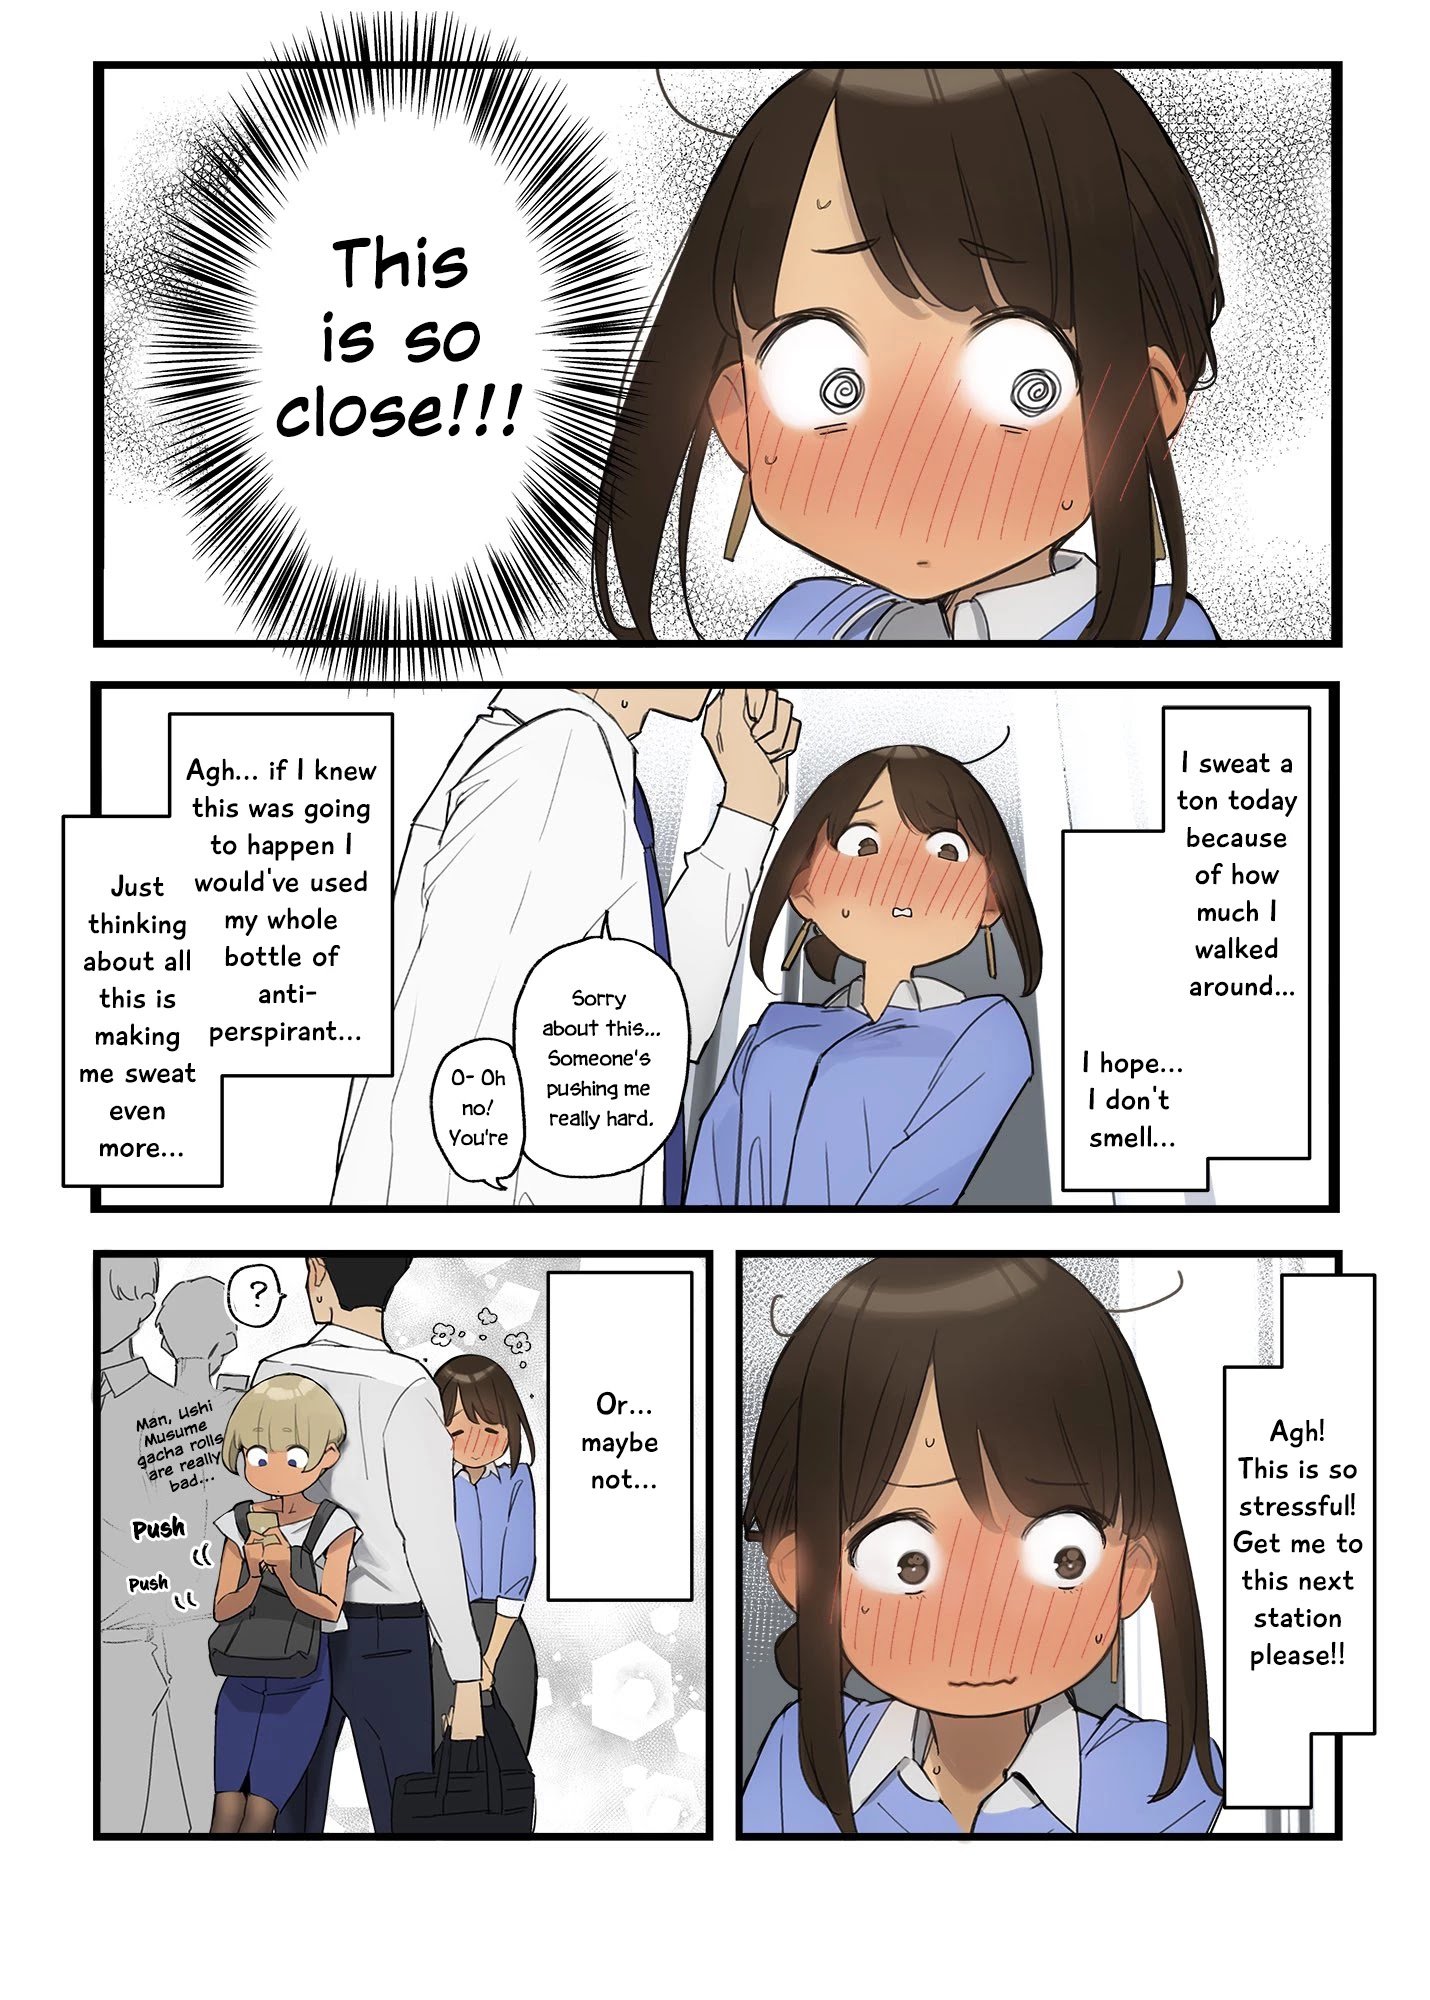 This
is so
close!!!
I sweat a
ton today
because
of how
much I
walked
around...
I hope...
I don't
smell...
Sorry
about this...
Someone's
pushing me
really hard.
O- Oh
no!
You're
Agh... if I knew
this was going
to happen I
would've used
my whole
bottle of
anti-
perspirant...
Just
thinking
about all
this is
making
me sweat
even
more...
Agh!
This is so
stressful!
Get me to
this next
station
please!!
Or...
maybe
not...
?
Man, Ushi
Musume
gacha rolls
are really
bad...
Push
Push